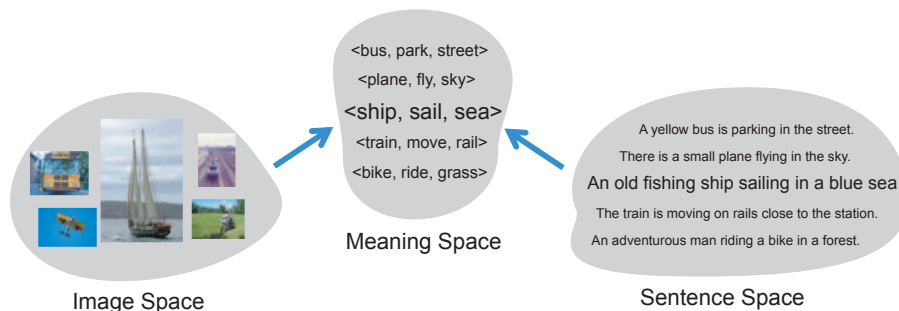 <bus, park, street>
<plane, fly, sky>
<ship, sail, sea>
<train, move, rail>
<bike, ride, grass>
Meaning Space
Image Space
A yellow bus is parking in the street.
There is a small plane flying in the sky.
An old fishing ship sailing in a blue sea
The train is moving on rails close to the station.
An adventurous man riding a bike in a forest.
Sentence Space